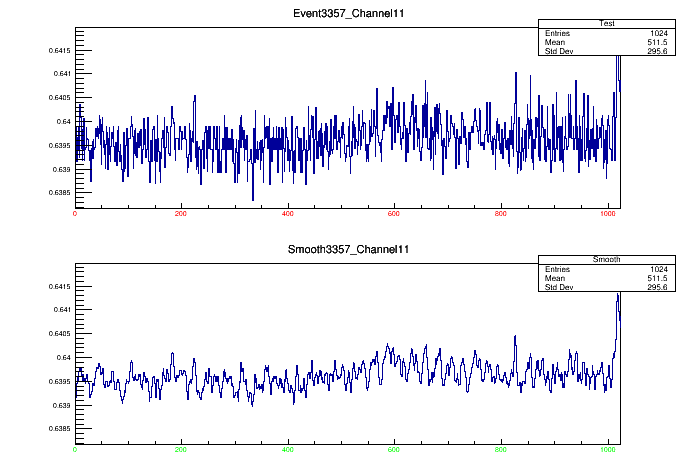 Event3357_Channel11
Test
Entries 1024
Mean 511.5
Std Dev 295.6
0.6415
0.641
0.6405
0.64
0.6395
0.639
0.6385
0 200 400 600 800 1000
Smooth3357_Channel11
Smooth
Entries 1024
Mean 511.5
Std Dev 295.6
0.6415
0.641
0.6405
0.64
0.6395
0.639
0.6385
0 200 400 600 800 1000